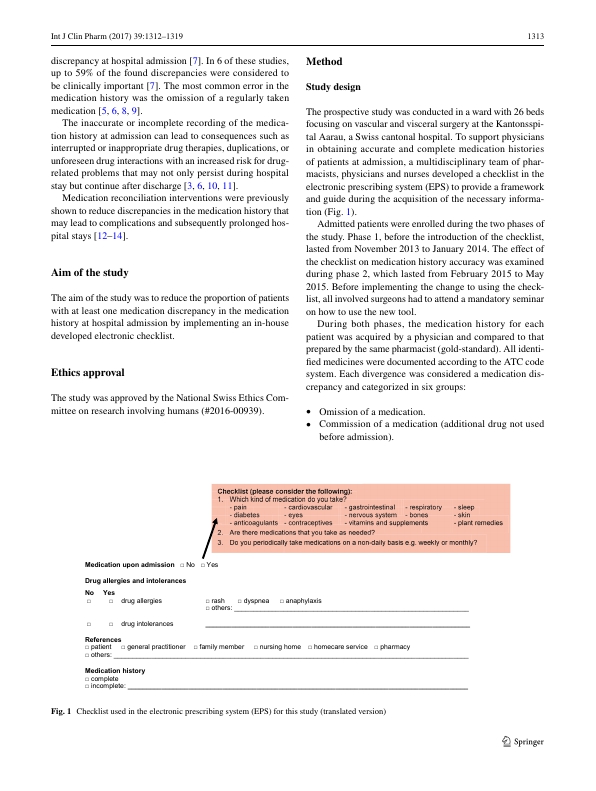 Int J Clin Pharm (2017) 39:1312–1319
1313
discrepancy at hospital admission [7]. In 6 of these studies,
up to 59% of the found discrepancies were considered to
be clinically important [7]. The most common error in the
medication history was the omission of a regularly taken
medication [5, 6, 8, 9].
The inaccurate or incomplete recording of the medica-
tion history at admission can lead to consequences such as
interrupted or inappropriate drug therapies, duplications, or
unforeseen drug interactions with an increased risk for drug-
related problems that may not only persist during hospital
stay but continue after discharge [3, 6, 10, 11].
Medication reconciliation interventions were previously
shown to reduce discrepancies in the medication history that
may lead to complications and subsequently prolonged hos-
pital stays [12–14].
Aim of the study
The aim of the study was to reduce the proportion of patients
with at least one medication discrepancy in the medication
history at hospital admission by implementing an in-house
developed electronic checklist.
Ethics approval
The study was approved by the National Swiss Ethics Com-
mittee on research involving humans (#2016-00939).
Method
Study design
The prospective study was conducted in a ward with 26 beds
focusing on vascular and visceral surgery at the Kantonsspi-
tal Aarau, a Swiss cantonal hospital. To support physicians
in obtaining accurate and complete medication histories
of patients at admission, a multidisciplinary team of phar-
macists, physicians and nurses developed a checklist in the
electronic prescribing system (EPS) to provide a framework
and guide during the acquisition of the necessary informa-
tion (Fig. 1).
Admitted patients were enrolled during the two phases of
the study. Phase 1, before the introduction of the checklist,
lasted from November 2013 to January 2014. The effect of
the checklist on medication history accuracy was examined
during phase 2, which lasted from February 2015 to May
2015. Before implementing the change to using the check-
list, all involved surgeons had to attend a mandatory seminar
on how to use the new tool.
During both phases, the medication history for each
patient was acquired by a physician and compared to that
prepared by the same pharmacist (gold-standard). All identi-
fied medicines were documented according to the ATC code
system. Each divergence was considered a medication dis-
crepancy and categorized in six groups:
• Omission of a medication.
• Commission of a medication (additional drug not used
before admission).
Checklist (please consider the following):
1. Which kind of medication do you take?
- pain - cardiovascular - gastrointestinal - respiratory - sleep
- diabetes - eyes - nervous system - bones - skin
- anticoagulants - contraceptives - vitamins and supplements - plant remedies
2. Are there medications that you take as needed?
3. Do you periodically take medications on a non-daily basis e.g. weekly or monthly?
Medication upon admission □ No □ Yes
Drug allergies and intolerances
No Yes
□ □ drug allergies □ rash □ dyspnea □ anaphylaxis
□ others:
□ □ drug intolerances
References
□ patient □ general practitioner □ family member □ nursing home □ homecare service □ pharmacy
□ others:
Medication history
□ complete
□ incomplete:
Fig. 1 Checklist used in the electronic prescribing system (EPS) for this study (translated version)
Springer